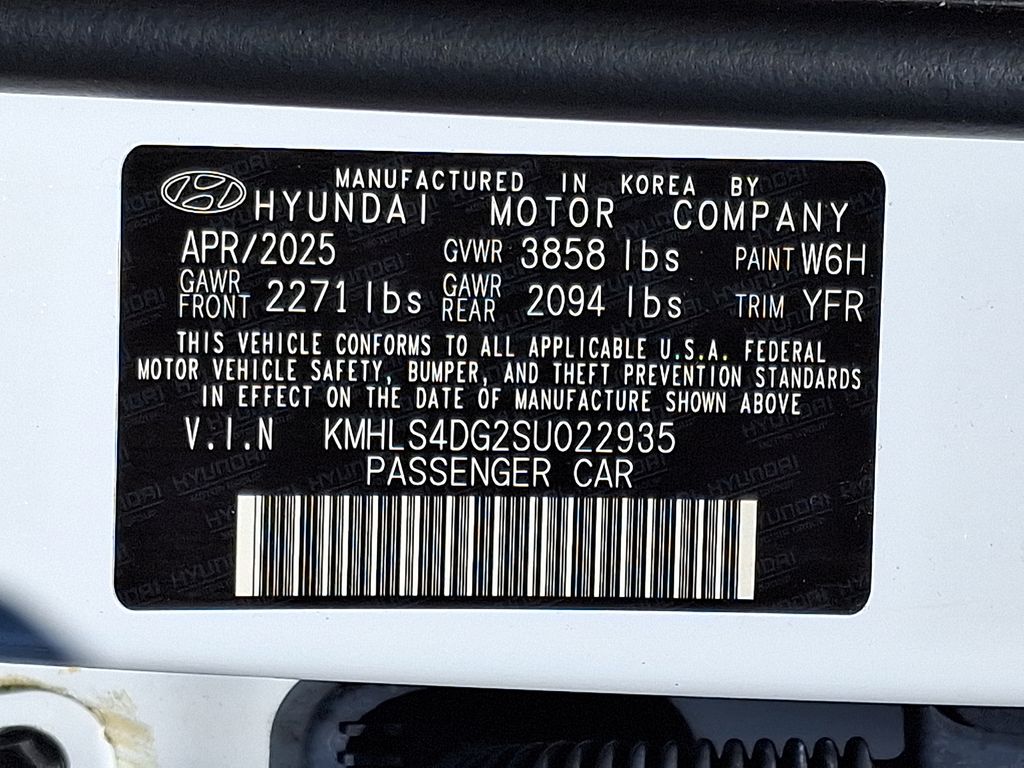 MANUFACTURED IN KOREA BY
HYUNDAI MOTOR COMPANY
APR/2025 GVWR 3858 lbs PAINT W6H
GAWR FRONT 2271 lbs GAWR REAR 2094 lbs TRIM YFR
THIS VEHICLE CONFORMS TO ALL APPLICABLE U.S.A. FEDERAL
MOTOR VEHICLE SAFETY, BUMPER, AND THEFT PREVENTION STANDARDS
IN EFFECT ON THE DATE OF MANUFACTURE SHOWN ABOVE
V.I.N KMHLS4DG2SU022935
PASSENGER CAR